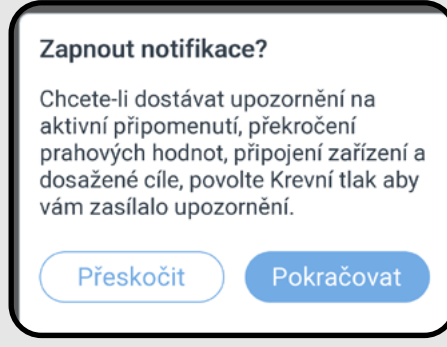 Zapnout notifikace?
Chcete-li dostávat upozornění na
aktivní připomenutí, překročení
prahových hodnot, připojení zařízení a
dosažené cíle, povolte Krevní tlak aby
vám zasílalo upozornění.
Přeskočit
Pokračovat